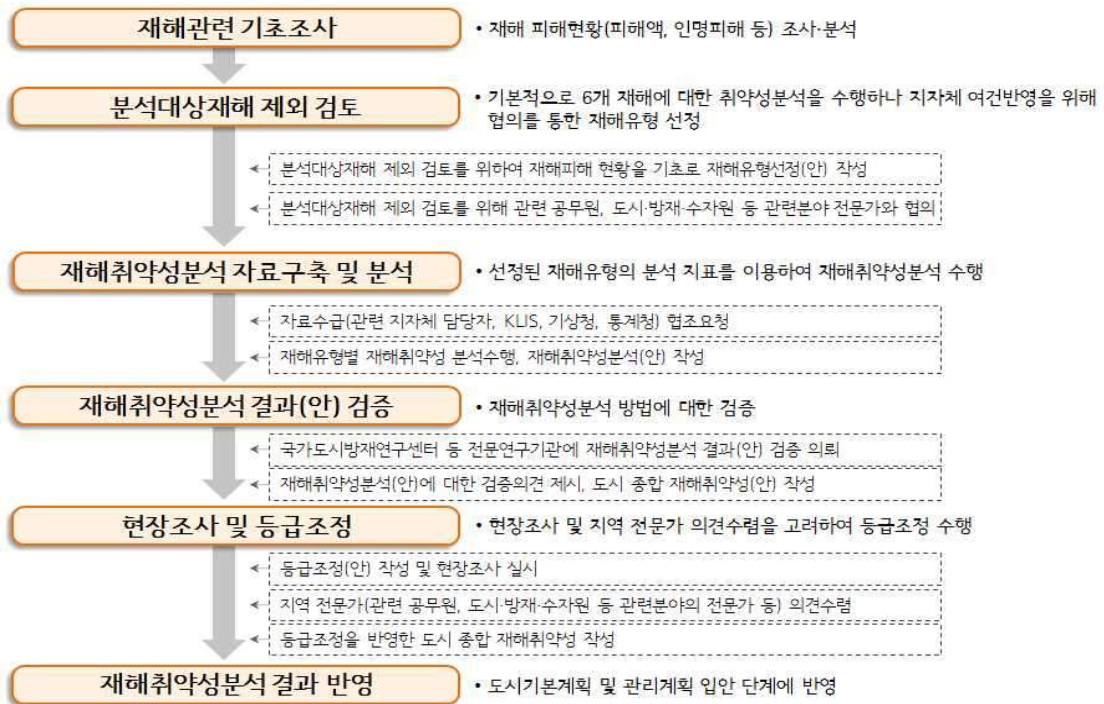 재해관련 기초조사
• 재해 피해현황(피해액, 인명피해 등) 조사·분석
분석대상재해 제외 검토
• 기본적으로 6개 재해에 대한 취약성분석을 수행하나 지자체 여건반영을 위해
협의를 통한 재해유형 선정
분석대상재해 제외 검토를 위하여 재해피해 현황을 기초로 재해유형선정(안) 작성
분석대상재해 제외 검토를 위해 관련 공무원, 도시·방재·수자원 등 관련분야 전문가와 협의
재해취약성분석 자료구축 및 분석
• 선정된 재해유형의 분석 지표를 이용하여 재해취약성분석 수행
자료수급(관련 지자체 담당자, KLIS, 기상청, 통계청) 협조요청
재해유형별 재해취약성 분석수행, 재해취약성분석(안) 작성
재해취약성분석 결과(안) 검증
• 재해취약성분석 방법에 대한 검증
국가도시방재연구센터 등 전문연구기관에 재해취약성분석 결과(안) 검증 의뢰
재해취약성분석(안)에 대한 검증의견 제시, 도시 종합 재해취약성(안) 작성
현장조사 및 등급조정
• 현장조사 및 지역 전문가 의견수렴을 고려하여 등급조정 수행
등급조정(안) 작성 및 현장조사 실시
지역 전문가(관련 공무원, 도시·방재·수자원 등 관련분야의 전문가 등) 의견수렴
등급조정을 반영한 도시 종합 재해취약성 작성
재해취약성분석 결과 반영
• 도시기본계획 및 관리계획 입안 단계에 반영